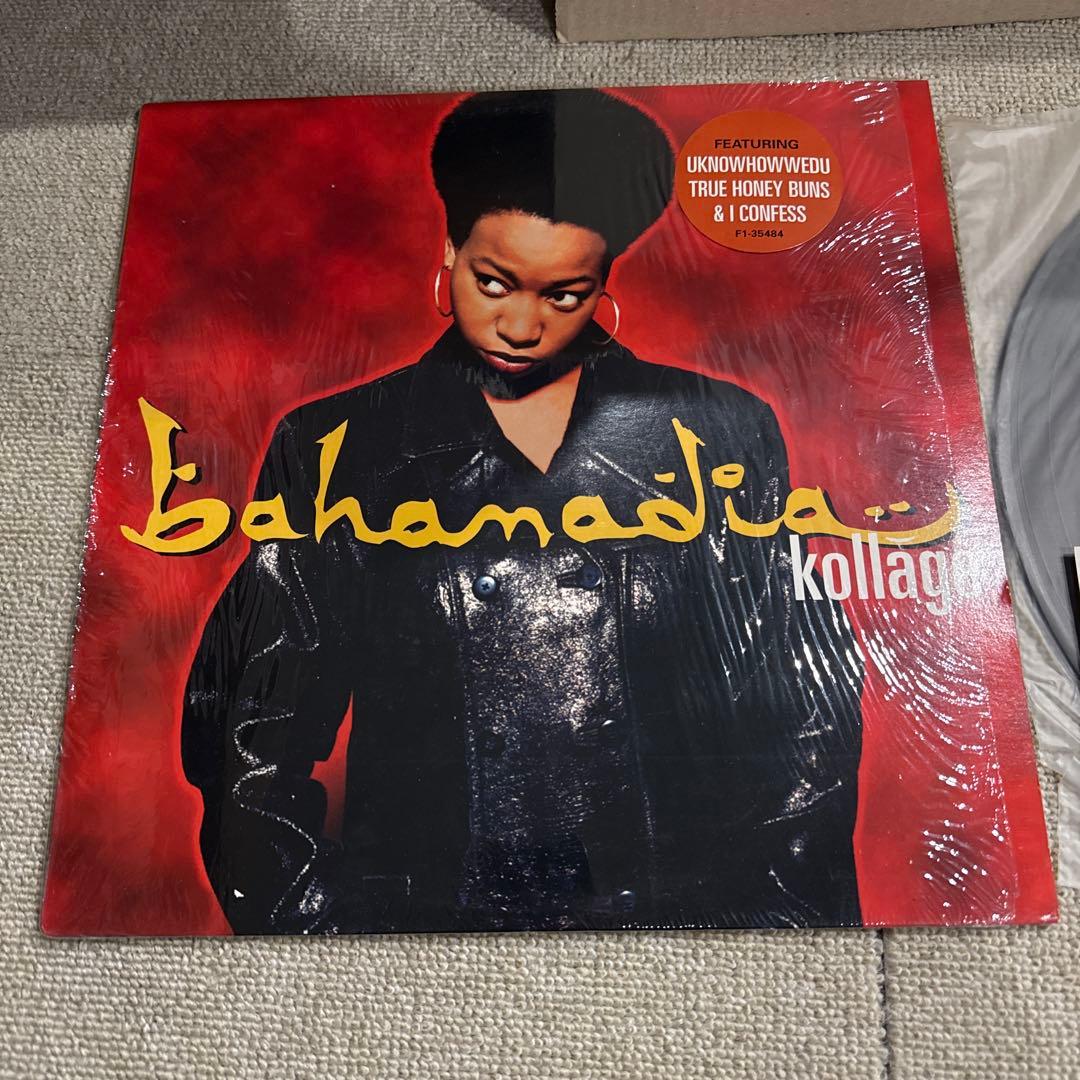 FEATURING
UKNOWHOWWEDU
TRUE HONEY BUNS
& I CONFESS
F1-35484
bahamadia
kollage